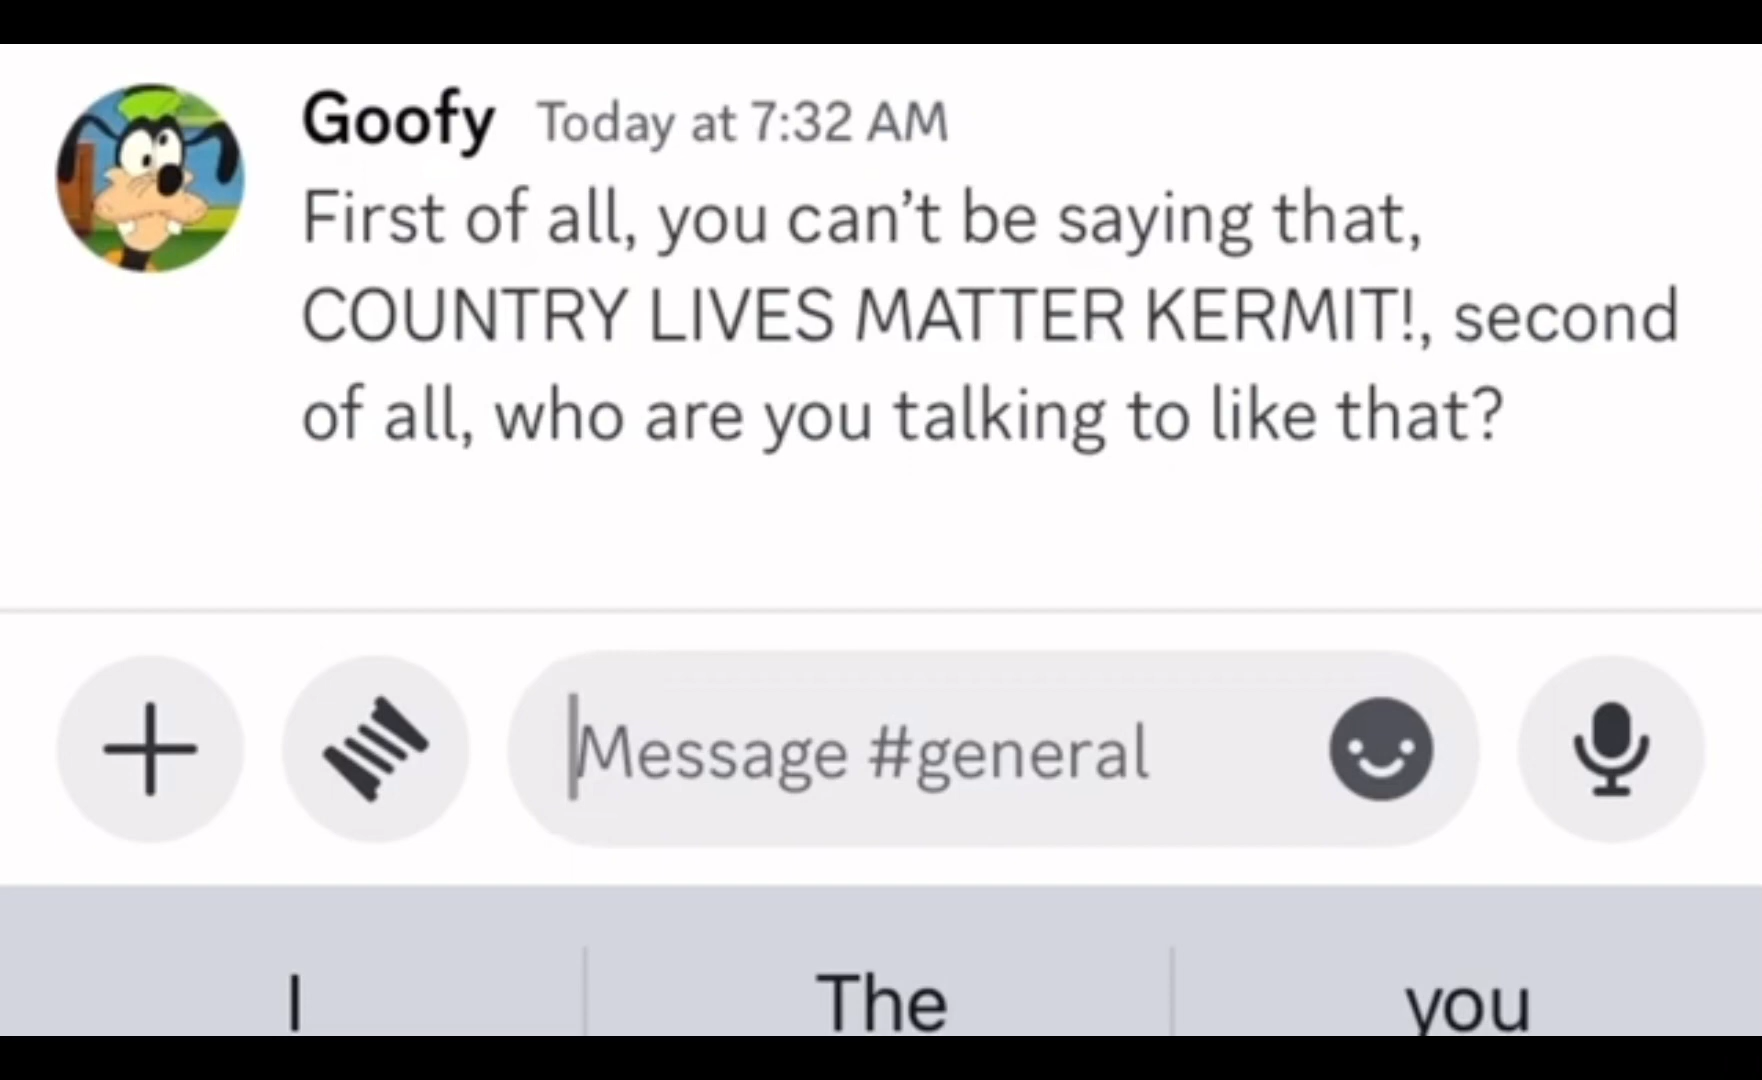 Goofy Today at 7:32 AM
First of all, you can’t be saying that,
COUNTRY LIVES MATTER KERMIT!, second
of all, who are you talking to like that?
Message #general
I The you